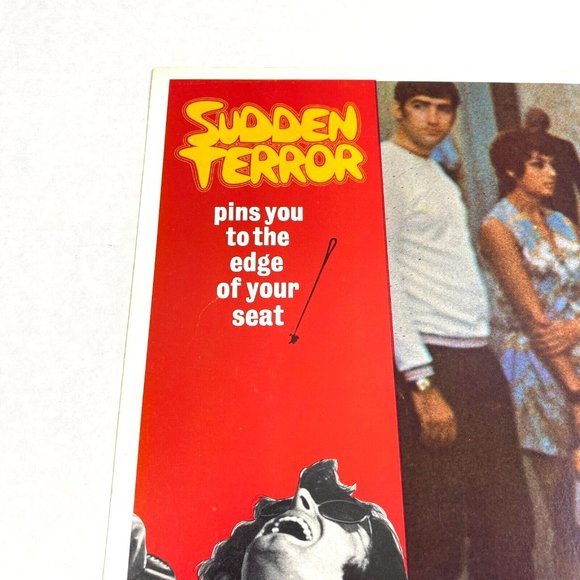 SUDDEN
TERROR
pins you
to the
edge
of your
seat